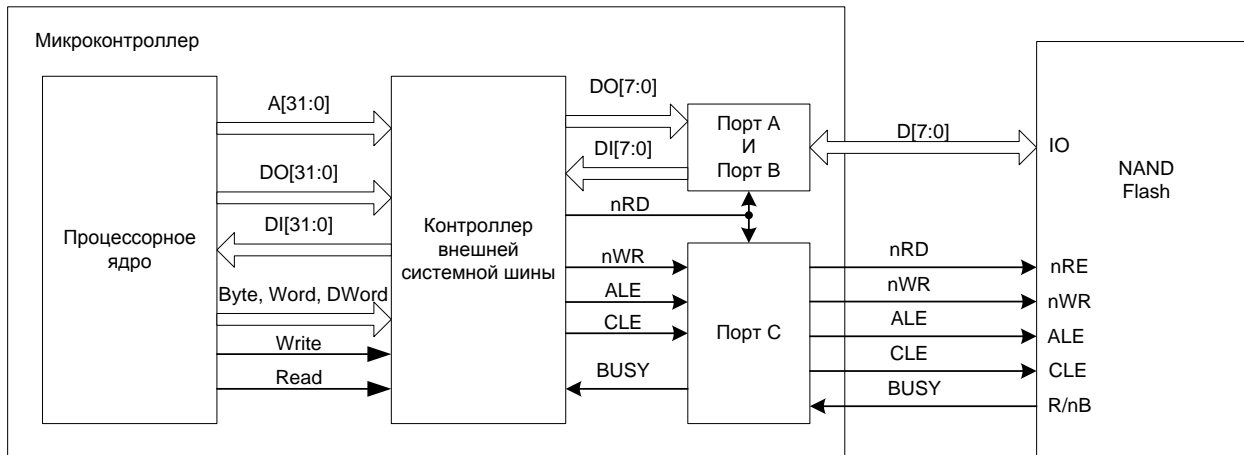 Микроконтроллер
Процессорное
ядро
A[31:0]
DO[31:0]
DI[31:0]
Byte, Word, DWord
Write
Read
Контроллер
внешней
системной шины
DO[7:0]
DI[7:0]
nRD
nWR
ALE
CLE
BUSY
Порт А
И
Порт В
Порт С
D[7:0]
nRD
nWR
ALE
CLE
BUSY
IO
NAND
Flash
nRE
nWR
ALE
CLE
R/nB